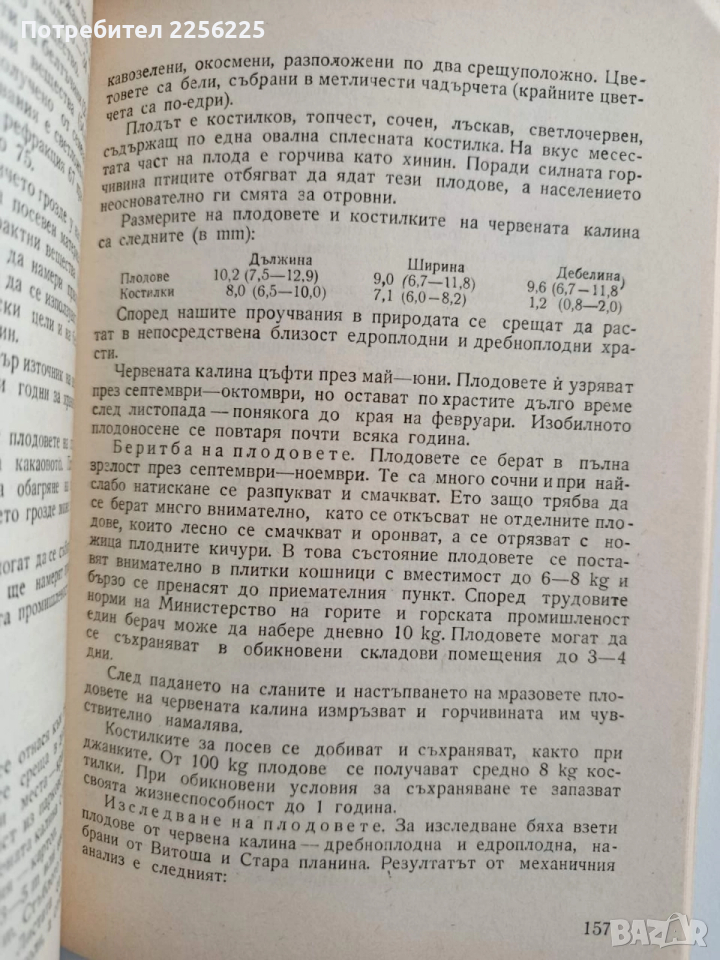 Купи този продукт 2256225
кавозелени, окосмени, разположени по два срещуположно. Цве-
товете са бели, събрани в метличести чадърчета (крайните цвет-
чета са по-едри).
Плодът е костилков, топчест, сочен, лъскав, светлочервен,
съдържащ по една овална сплесната костилка. На вкус месес-
тата част на плода е горчива като хинин. Поради силната гор-
чивина птиците отбягват да ядат тези плодове, а населението
неоснователно ги смята за отровни.
Размерите на плодовете и костилките на червената калина
са следните (в mm):
Дължина Ширина Дебелина
Плодове 10,2 (7,5—12,9) 9,0 (6,7—11,8) 9,6 (6,7—11,8
Костилки 8,0 (6,5—10,0) 7,1 (6,0—8,2) 1,2 (0,8—2,0)
Според нашите проучвания в природата се срещат да рас-
тат в непосредствена близост едроплодни и дребноплодни хра-
сти.
Червената калина цъфти през май—юни. Плодовете ѝ узряват
през септември—октомври, но остават по храстите дълго време
след листопада — понякога до края на февруари. Изобилното
плодоносене се повтаря почти всяка година.
Беритба на плодовете. Плодовете се берат в пълна
зрелост през септември—ноември. Те са много сочни и при най-
слабо натискане се разпукват и смачкват. Ето защо трябва да
се берат много внимателно, като се откъсват не отделните пло-
дове, които лесно се смачкват и оронват, а се отрязват с но-
жица плодните кичури. В това състояние плодовете се поста-
вят внимателно в плитки кошници с вместимост до 6—8 kg и
бързо се пренасят до приемателния пункт. Според трудовите
норми на Министерство на горите и горската промишленост
един берач може да набере дневно 10 kg. Плодовете могат да
се съхраняват в обикновени складови помещения до 3—4
дни.
След падането на сланите и настъпването на мразовете пло-
довете на червената калина измръзват и горчивината им чув-
ствително намалява.
Костилките за посев се добиват и съхраняват, както при
джанките. От 100 kg плодове се получават средно 8 kg кос-
тилки. При обикновени условия за съхраняване те запазват
своята жизнеспособност до 1 година.
Изследване на плодовете. За изследване бяха взети
плодове от червена калина — дребноплодна и едроплодна, на-
брани от Витоша и Стара планина. Резултатът от механичния
анализ е следният:
157
BAZAR